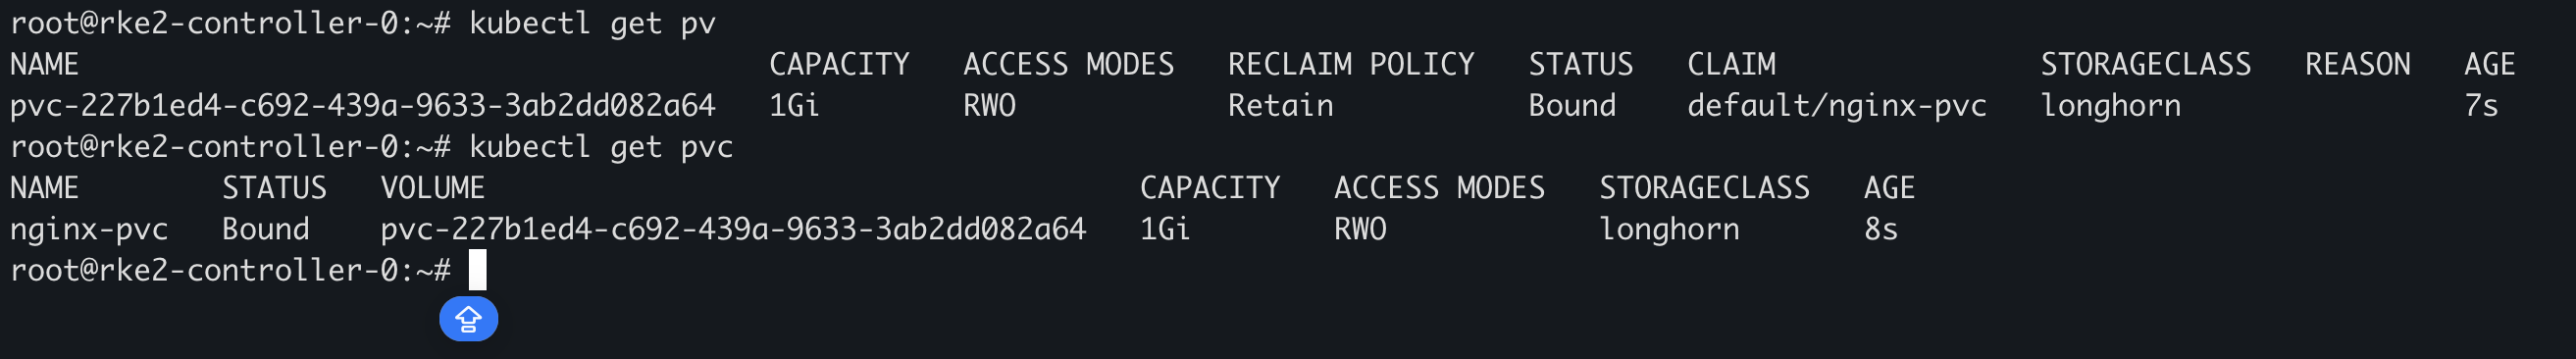 root@rke2-controller-0:~# kubectl get pv
NAME                                       CAPACITY   ACCESS MODES   RECLAIM POLICY   STATUS   CLAIM               STORAGECLASS   REASON   AGE
pvc-227b1ed4-c692-439a-9633-3ab2dd082a64   1Gi        RWO            Retain           Bound    default/nginx-pvc   longhorn                7s
root@rke2-controller-0:~# kubectl get pvc
NAME        STATUS   VOLUME                                     CAPACITY   ACCESS MODES   STORAGECLASS   AGE
nginx-pvc   Bound    pvc-227b1ed4-c692-439a-9633-3ab2dd082a64   1Gi        RWO            longhorn       8s
root@rke2-controller-0:~#